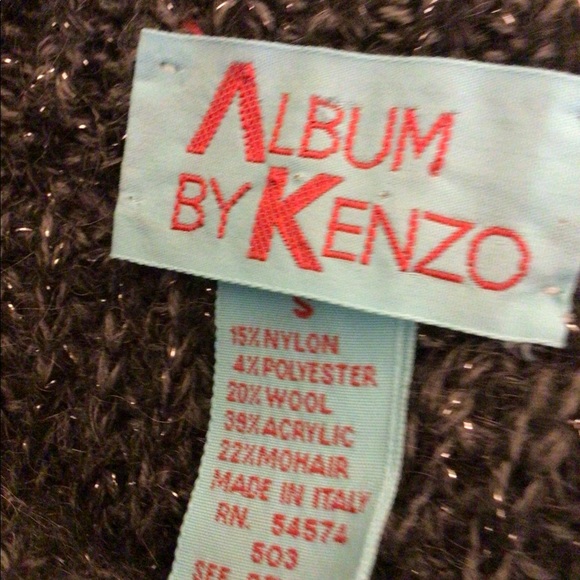 ALBUM
BY KENZO
S
15% NYLON
4% POLYESTER
20% WOOL
39% ACRYLIC
22% MOHAIR
MADE IN ITALY
RN. 54574
503
SEE